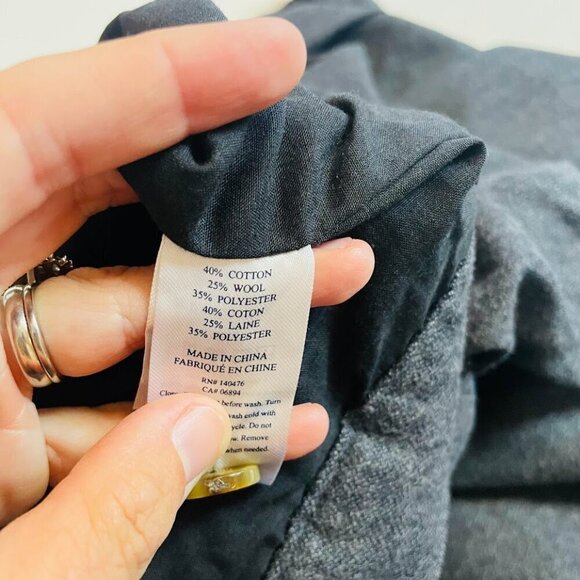 40% COTTON
25% WOOL
35% POLYESTER
40% COTON
25% LAINE
35% POLYESTER
MADE IN CHINA
FABRIQUÉ EN CHINE
RN# 140476
CA# 06894
before wash. Turn
wash cold with
Do not
Remove
when needed.